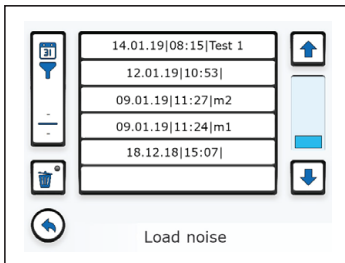 31
14.01.19|08:15|Test 1
12.01.19|10:53|
09.01.19|11:27|m2
09.01.19|11:24|m1
18.12.18|15:07|
-
-
Load noise